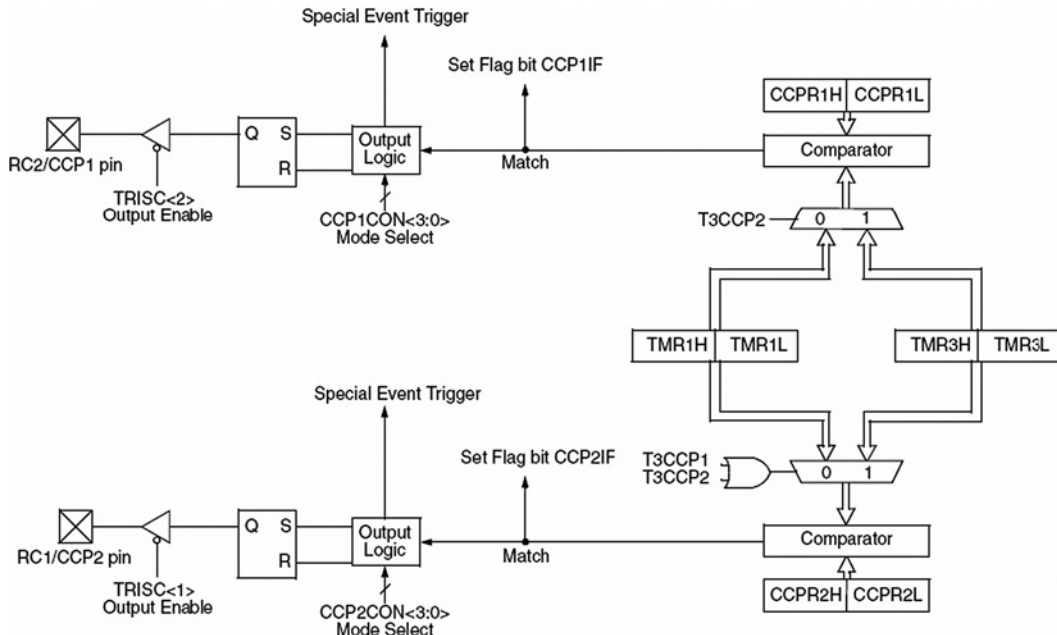 Special Event Trigger
Set Flag bit CCP1IF
CCPR1H CCPR1L
Q S
R
Output
Logic
Comparator
RC2/CCP1 pin
Match
TRISC<2>
Output Enable
CCP1CON<3:0>
Mode Select
T3CCP2
0 1
TMR1H TMR1L
TMR3H TMR3L
Special Event Trigger
Set Flag bit CCP2IF
T3CCP1
T3CCP2
0 1
Q S
R
Output
Logic
Comparator
RC1/CCP2 pin
Match
TRISC<1>
Output Enable
CCP2CON<3:0>
Mode Select
CCPR2H CCPR2L